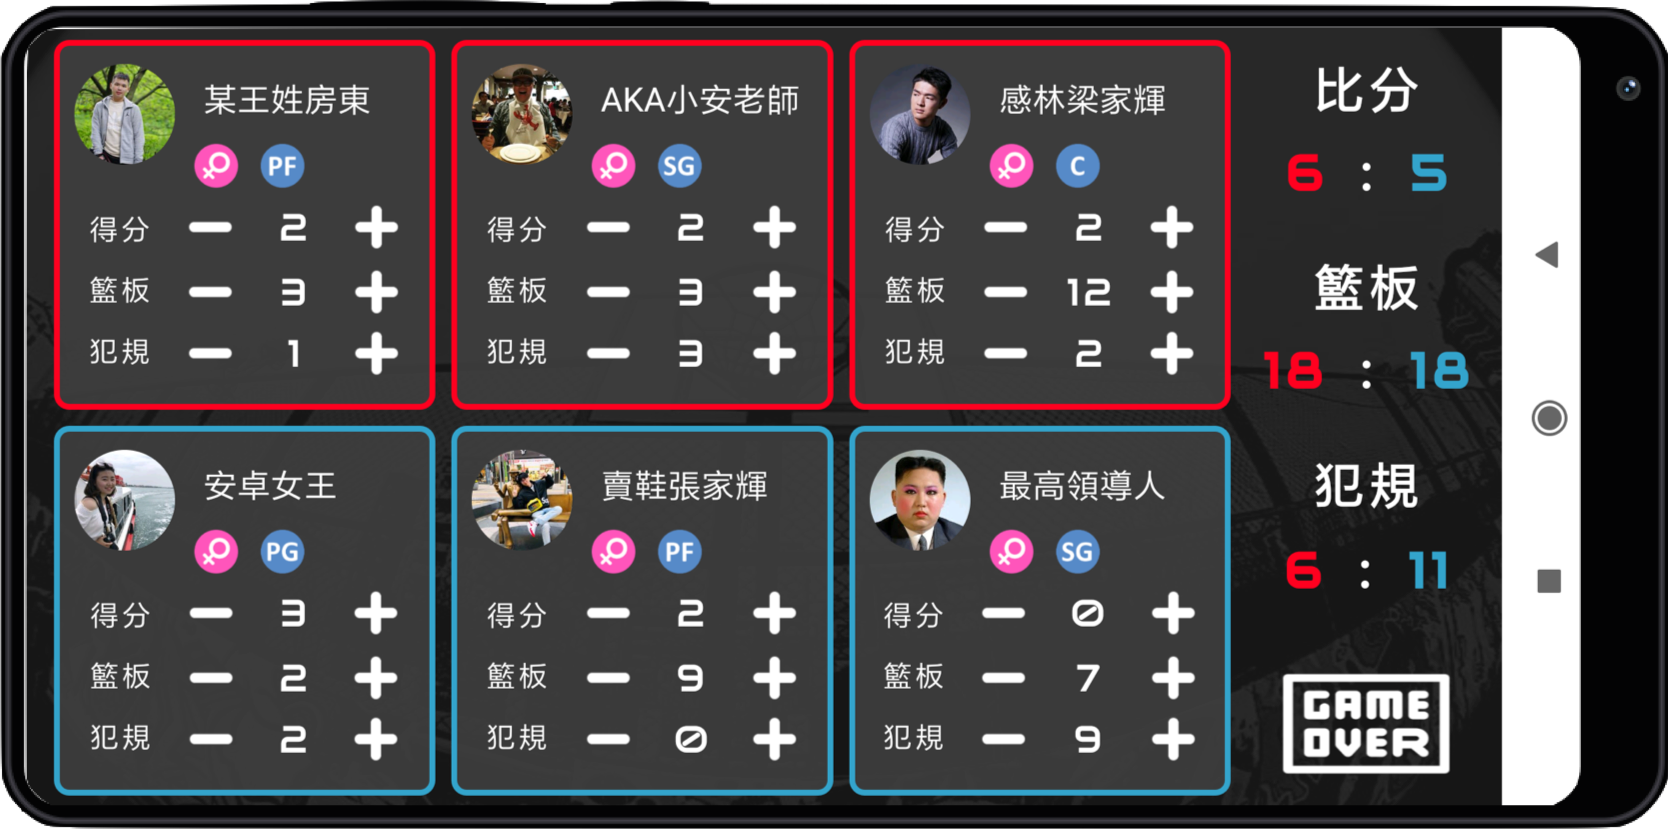 某王姓房東
PF
得分 2
籃板 3
犯規 1
AKA小安老師
SG
得分 2
籃板 3
犯規 3
感林梁家輝
C
得分 2
籃板 12
犯規 2
安卓女王
PG
得分 3
籃板 2
犯規 2
賣鞋張家輝
PF
得分 2
籃板 9
犯規 0
最高領導人
SG
得分 0
籃板 7
犯規 9
比分
6 : 5
籃板
18 : 18
犯規
6 : 11
GAME
OVER